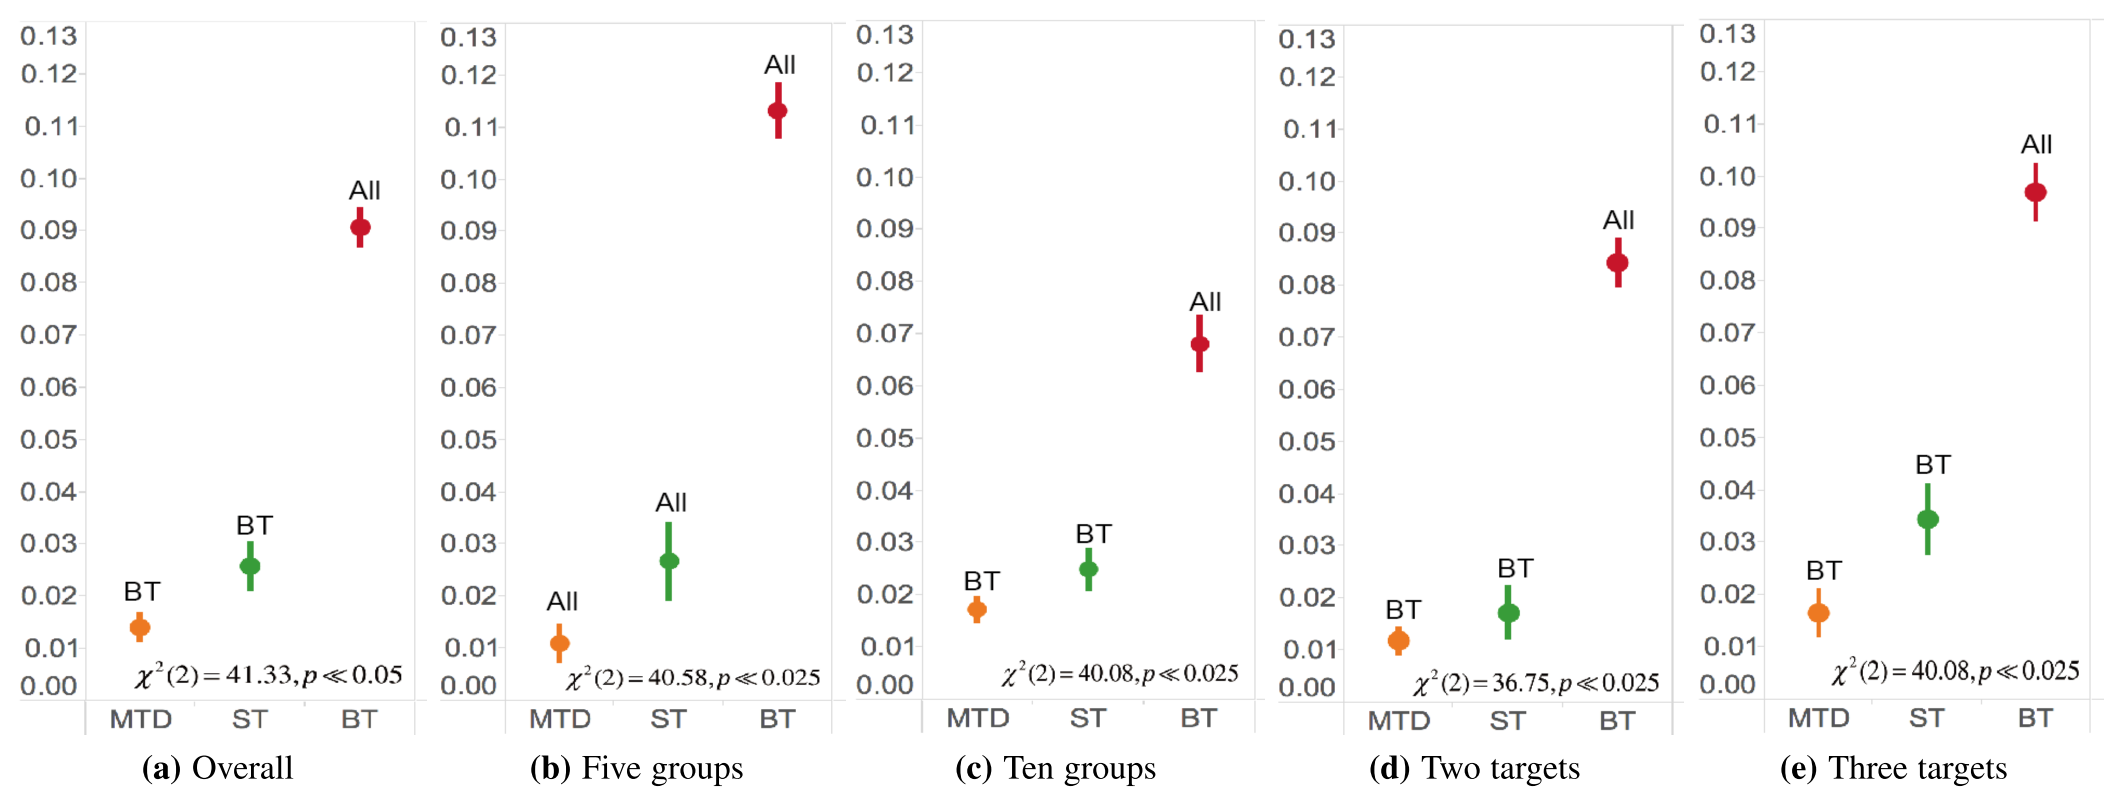 0.13
0.12
0.11
0.10
0.09
0.08
0.07
0.06
0.05
0.04
0.03
0.02
0.01
0.00
All
BT
BT
χ²(2)=41.33,p≪0.05
MTD ST BT
(a) Overall
0.13
0.12
0.11
0.10
0.09
0.08
0.07
0.06
0.05
0.04
0.03
0.02
0.01
0.00
All
All
All
χ²(2)=40.58,p≪0.025
MTD ST BT
(b) Five groups
0.13
0.12
0.11
0.10
0.09
0.08
0.07
0.06
0.05
0.04
0.03
0.02
0.01
0.00
All
BT
BT
χ²(2)=40.08,p≪0.025
MTD ST BT
(c) Ten groups
0.13
0.12
0.11
0.10
0.09
0.08
0.07
0.06
0.05
0.04
0.03
0.02
0.01
0.00
All
BT
BT
χ²(2)=36.75,p≪0.025
MTD ST BT
(d) Two targets
0.13
0.12
0.11
0.10
0.09
0.08
0.07
0.06
0.05
0.04
0.03
0.02
0.01
0.00
All
BT
BT
χ²(2)=40.08,p≪0.025
MTD ST BT
(e) Three targets